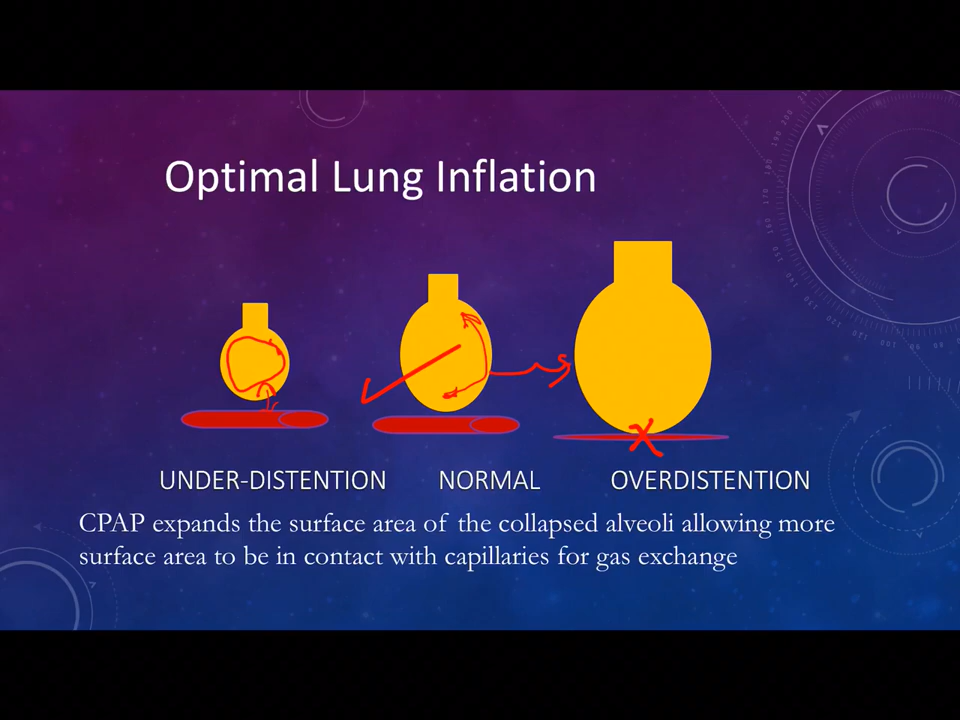 Optimal Lung Inflation
UNDER-DISTENTION NORMAL OVERDISTENTION
CPAP expands the surface area of the collapsed alveoli allowing more
surface area to be in contact with capillaries for gas exchange